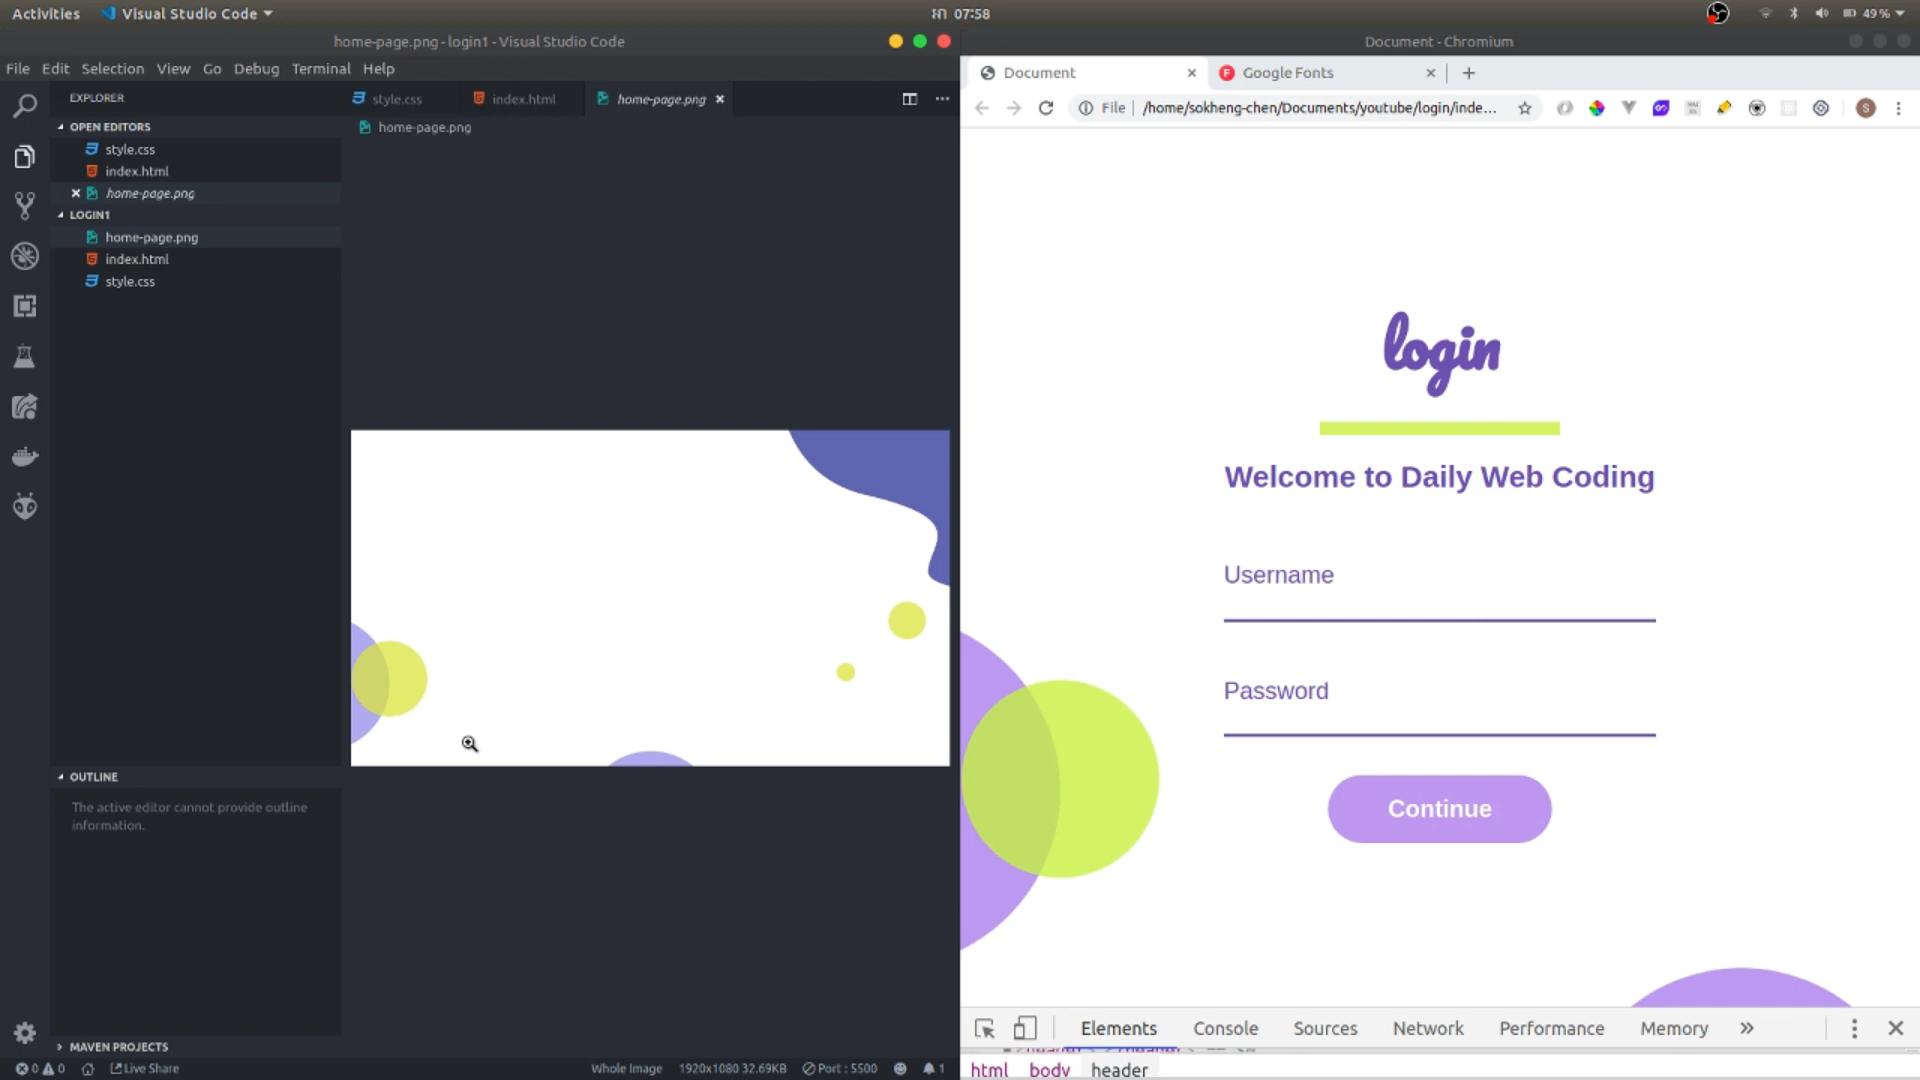 Activities
Visual Studio Code
សោ 07:58
49 %
home-page.png - login1 - Visual Studio Code
File Edit Selection View Go Debug Terminal Help
EXPLORER
OPEN EDITORS
style.css
index.html
home-page.png
LOGIN1
home-page.png
index.html
style.css
OUTLINE
The active editor cannot provide outline
information.
MAVEN PROJECTS
style.css
index.html
home-page.png
home-page.png
0 0 Live Share
Whole Image 1920x1080 32.69KB Port : 5500 1
Document - Chromium
Document
Google Fonts
File /home/sokheng-chen/Documents/youtube/login/inde...
S
login
Welcome to Daily Web Coding
Username
Password
Continue
Elements Console Sources Network Performance Memory
html body header